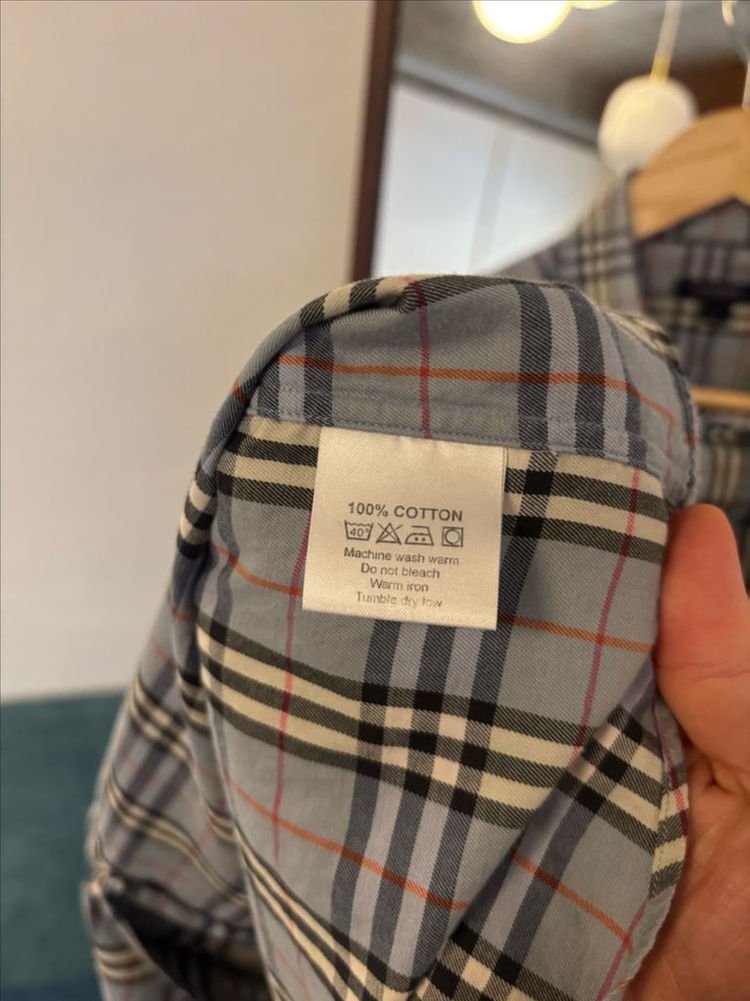 100% COTTON
40°
Machine wash warm
Do not bleach
Warm iron
Tumble dry low